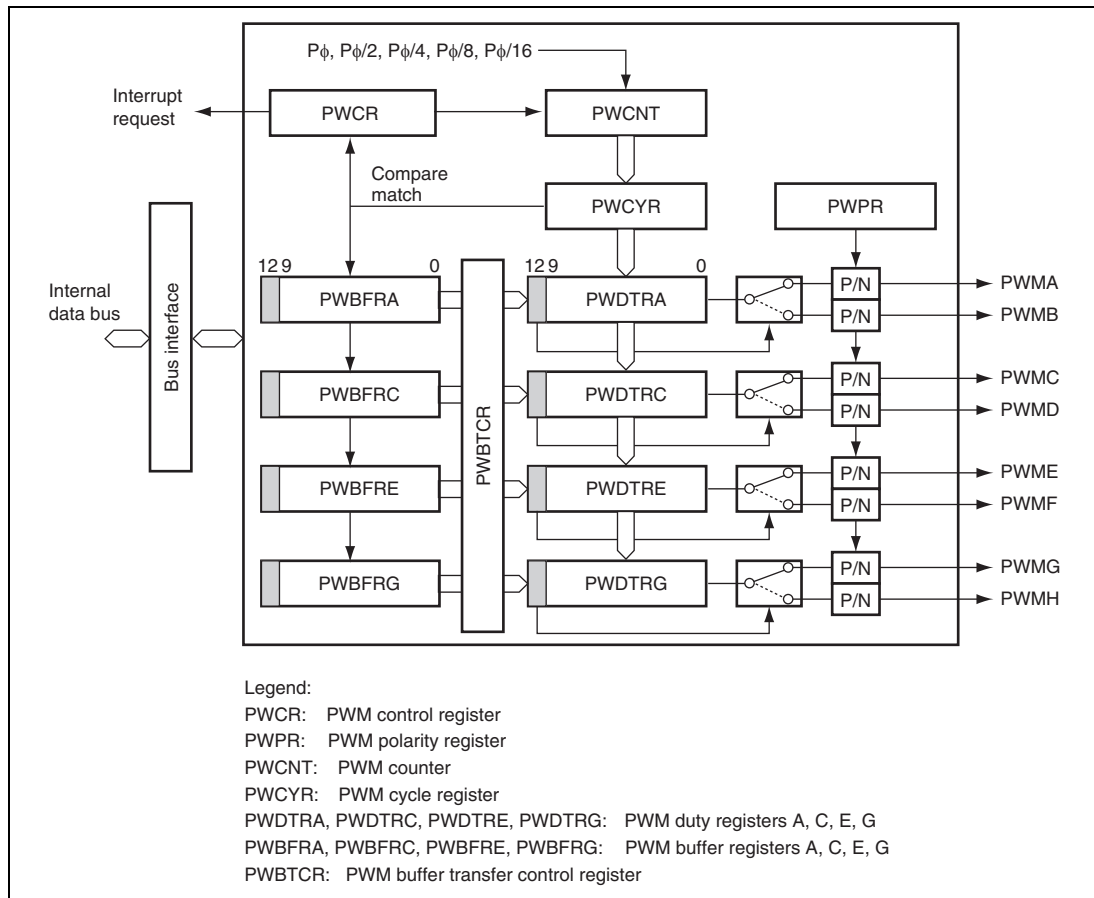 Pϕ, Pϕ/2, Pϕ/4, Pϕ/8, Pϕ/16
Interrupt
request
PWCR
PWCNT
Compare
match
PWCYR
PWPR
12 9
0
12 9
0
Internal
data bus
Bus interface
PWBFRA
PWBTCR
PWDTRA
P/N
PWMA
P/N
PWMB
PWBFRC
PWDTRC
P/N
PWMC
P/N
PWMD
PWBFRE
PWDTRE
P/N
PWME
P/N
PWMF
PWBFRG
PWDTRG
P/N
PWMG
P/N
PWMH
Legend:
PWCR: PWM control register
PWPR: PWM polarity register
PWCNT: PWM counter
PWCYR: PWM cycle register
PWDTRA, PWDTRC, PWDTRE, PWDTRG: PWM duty registers A, C, E, G
PWBFRA, PWBFRC, PWBFRE, PWBFRG: PWM buffer registers A, C, E, G
PWBTCR: PWM buffer transfer control register